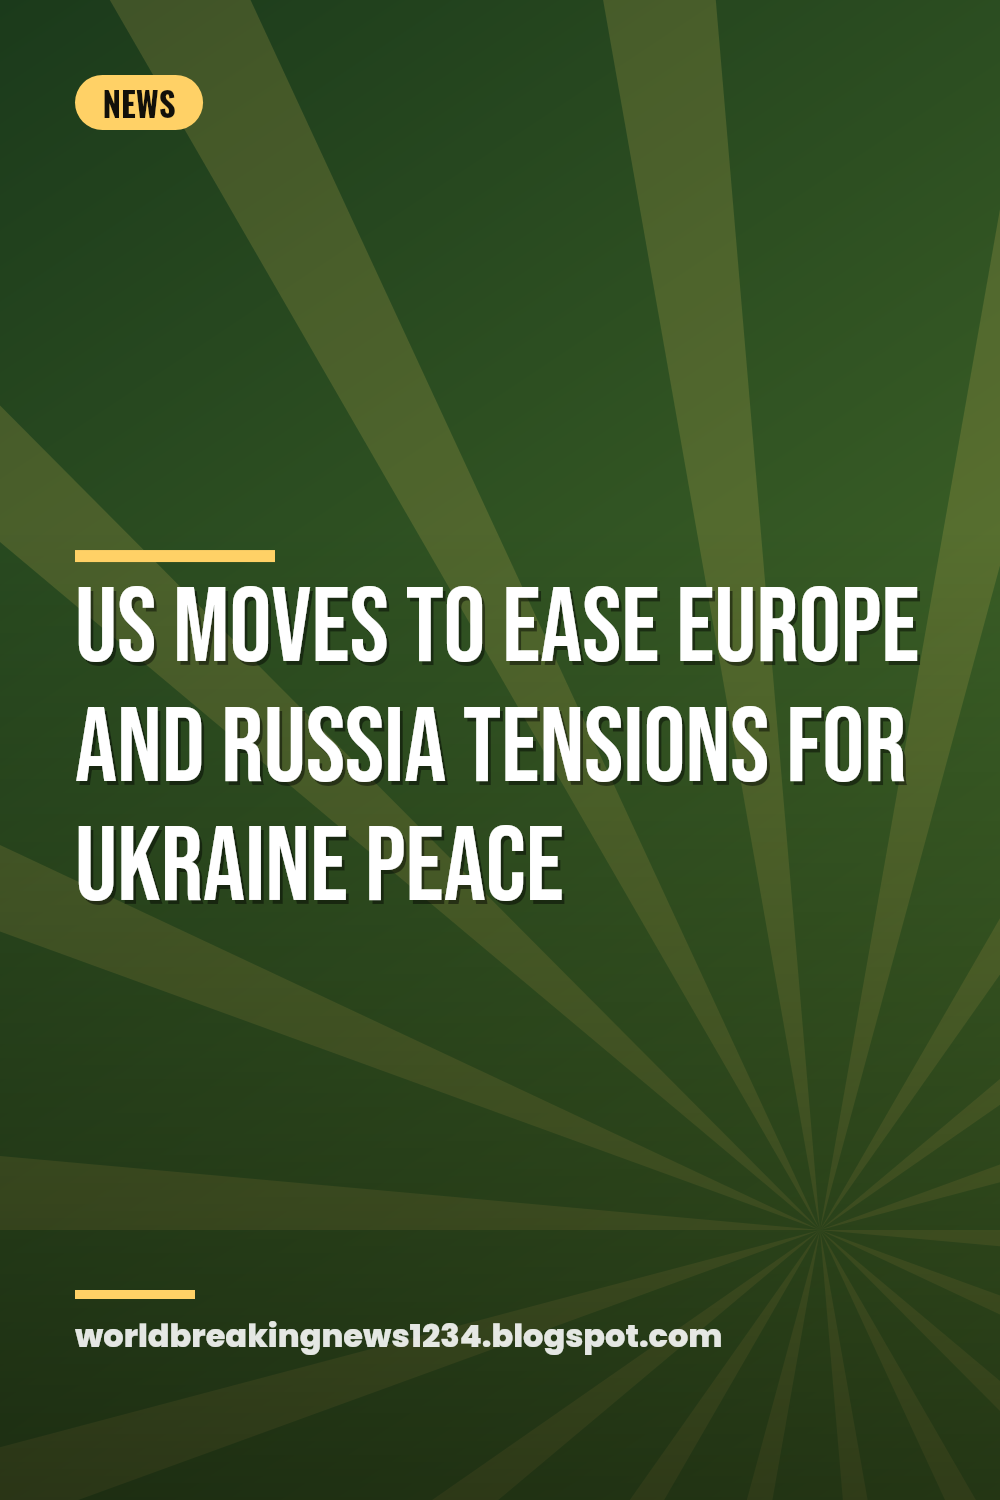 NEWS
US MOVES TO EASE EUROPE
AND RUSSIA TENSIONS FOR
UKRAINE PEACE
worldbreakingnews1234.blogspot.com